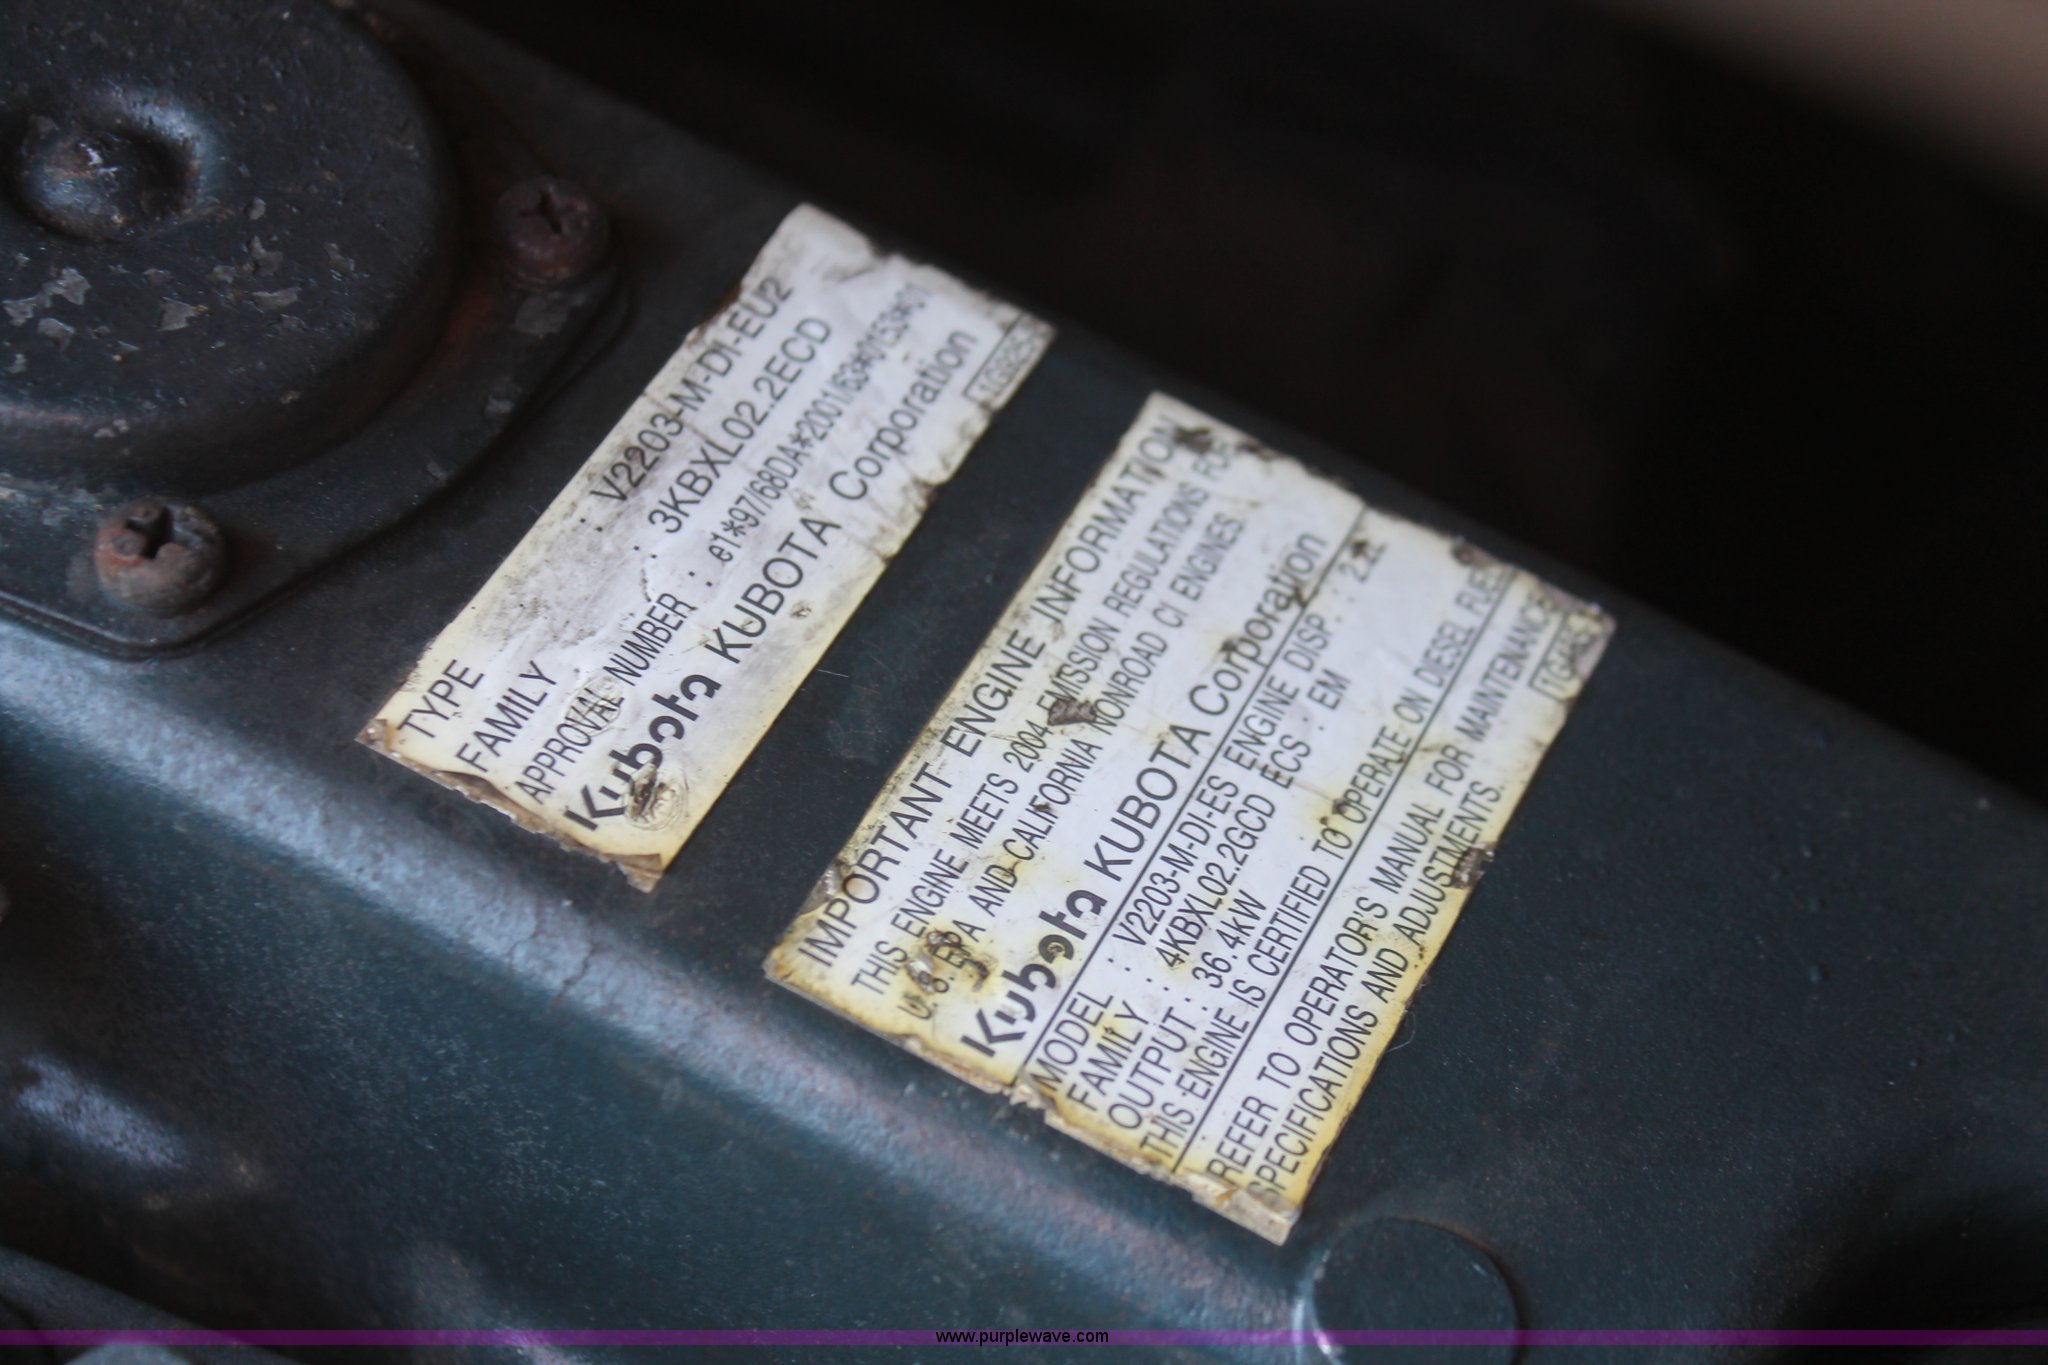 TYPE : V2203-M-DI-EU2
FAMILY : 3KBXL02.2ECD
APPROVAL NUMBER : e1*97/68DA*2001/63*0153*01
Kubota KUBOTA Corporation
IMPORTANT ENGINE INFORMATION
THIS ENGINE MEETS 2004 EMISSION REGULATIONS FOR
U.S. EPA AND CALIFORNIA NONROAD CI ENGINES.
Kubota KUBOTA Corporation
MODEL : V2203-M-DI-ES ENGINE DISP. : 2.2L
FAMILY : 4KBXL02.2GCD ECS : EM
OUTPUT : 36.4kW
THIS ENGINE IS CERTIFIED TO OPERATE ON DIESEL FUEL
REFER TO OPERATOR'S MANUAL FOR MAINTENANCE
SPECIFICATIONS AND ADJUSTMENTS.
www.purplewave.com